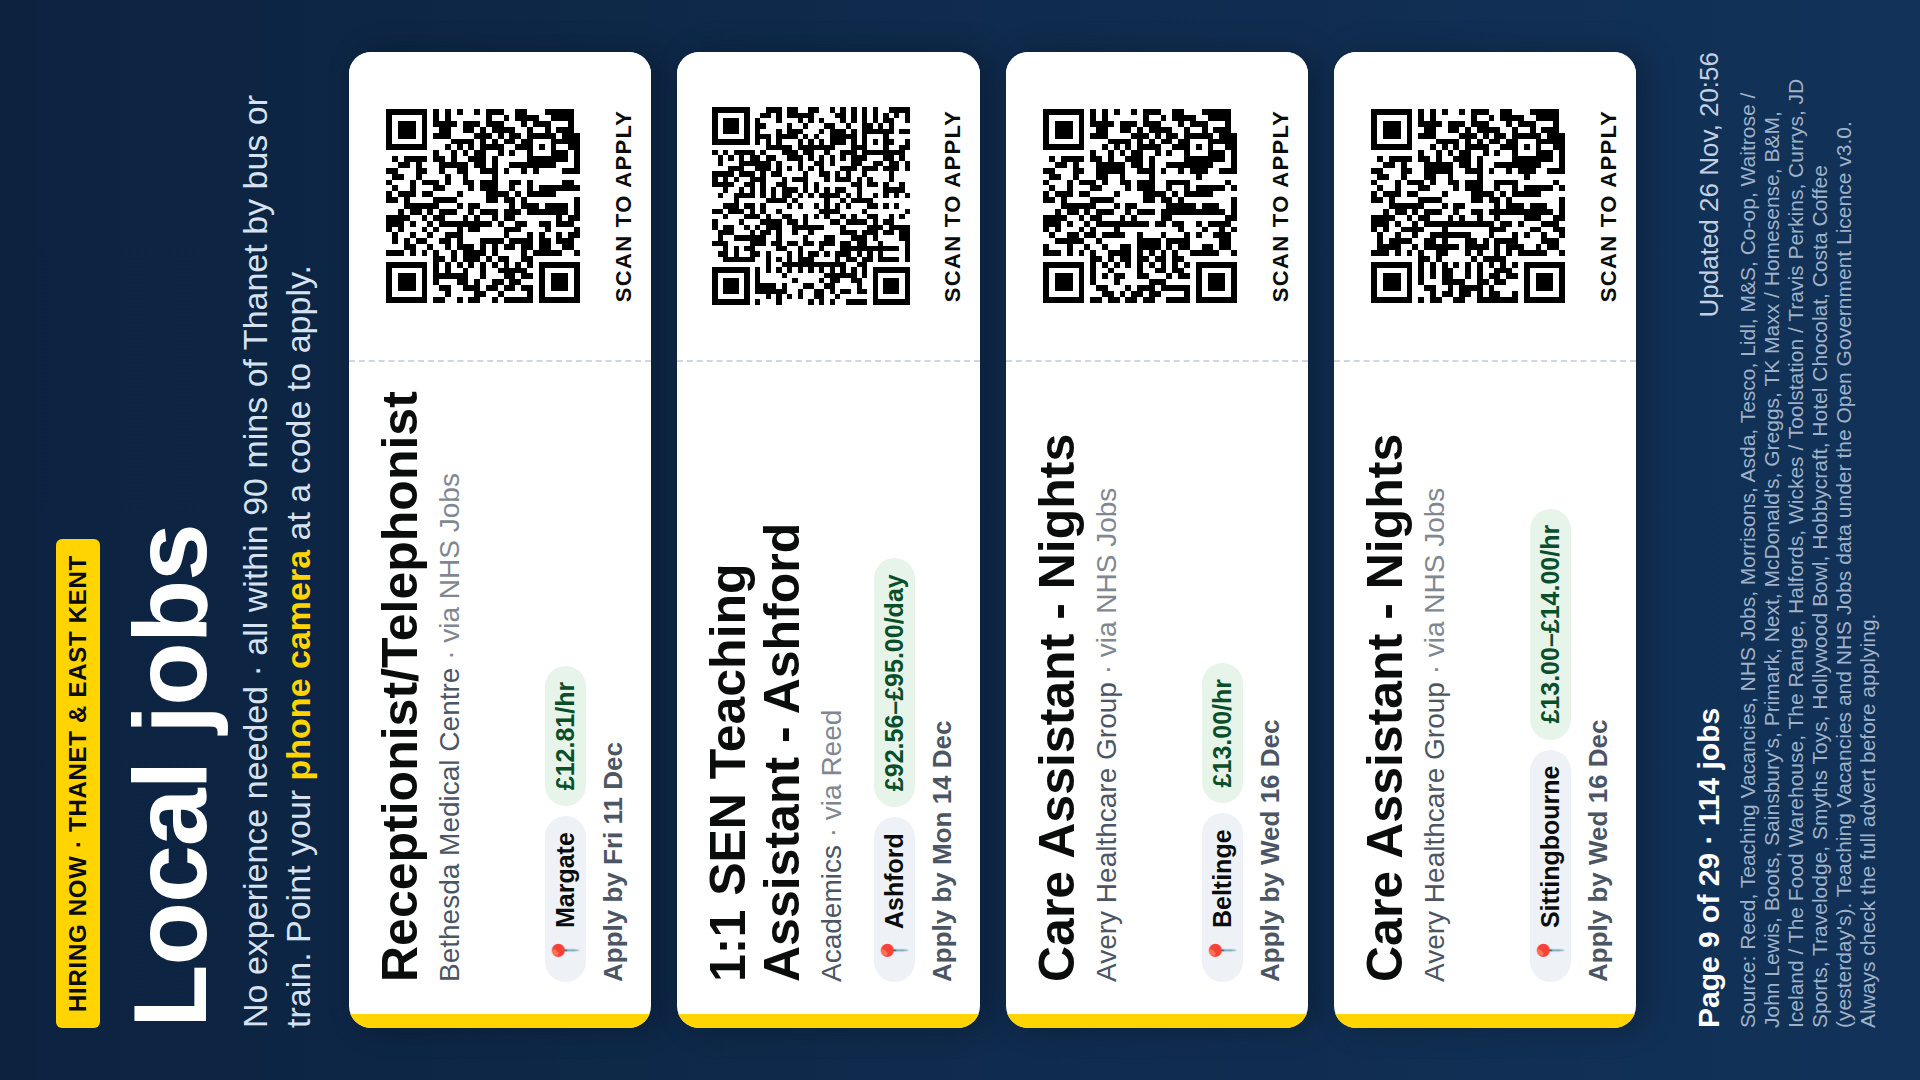 HIRING NOW · THANET & EAST KENT
Local jobs
No experience needed · all within 90 mins of Thanet by bus or
train. Point your phone camera at a code to apply.
Receptionist/Telephonist
Bethesda Medical Centre · via NHS Jobs
📍 Margate £12.81/hr
Apply by Fri 11 Dec
SCAN TO APPLY
1:1 SEN Teaching
Assistant - Ashford
Academics · via Reed
📍 Ashford £92.56–£95.00/day
Apply by Mon 14 Dec
SCAN TO APPLY
Care Assistant - Nights
Avery Healthcare Group · via NHS Jobs
📍 Beltinge £13.00/hr
Apply by Wed 16 Dec
SCAN TO APPLY
Care Assistant - Nights
Avery Healthcare Group · via NHS Jobs
📍 Sittingbourne £13.00–£14.00/hr
Apply by Wed 16 Dec
SCAN TO APPLY
Page 9 of 29 · 114 jobs
Updated 26 Nov, 20:56
Source: Reed, Teaching Vacancies, NHS Jobs, Morrisons, Asda, Tesco, Lidl, M&S, Co-op, Waitrose /
John Lewis, Boots, Sainsbury's, Primark, Next, McDonald's, Greggs, TK Maxx / Homesense, B&M,
Iceland / The Food Warehouse, The Range, Halfords, Wickes / Toolstation / Travis Perkins, Currys, JD
Sports, Travelodge, Smyths Toys, Hollywood Bowl, Hobbycraft, Hotel Chocolat, Costa Coffee
(yesterday's). Teaching Vacancies and NHS Jobs data under the Open Government Licence v3.0.
Always check the full advert before applying.